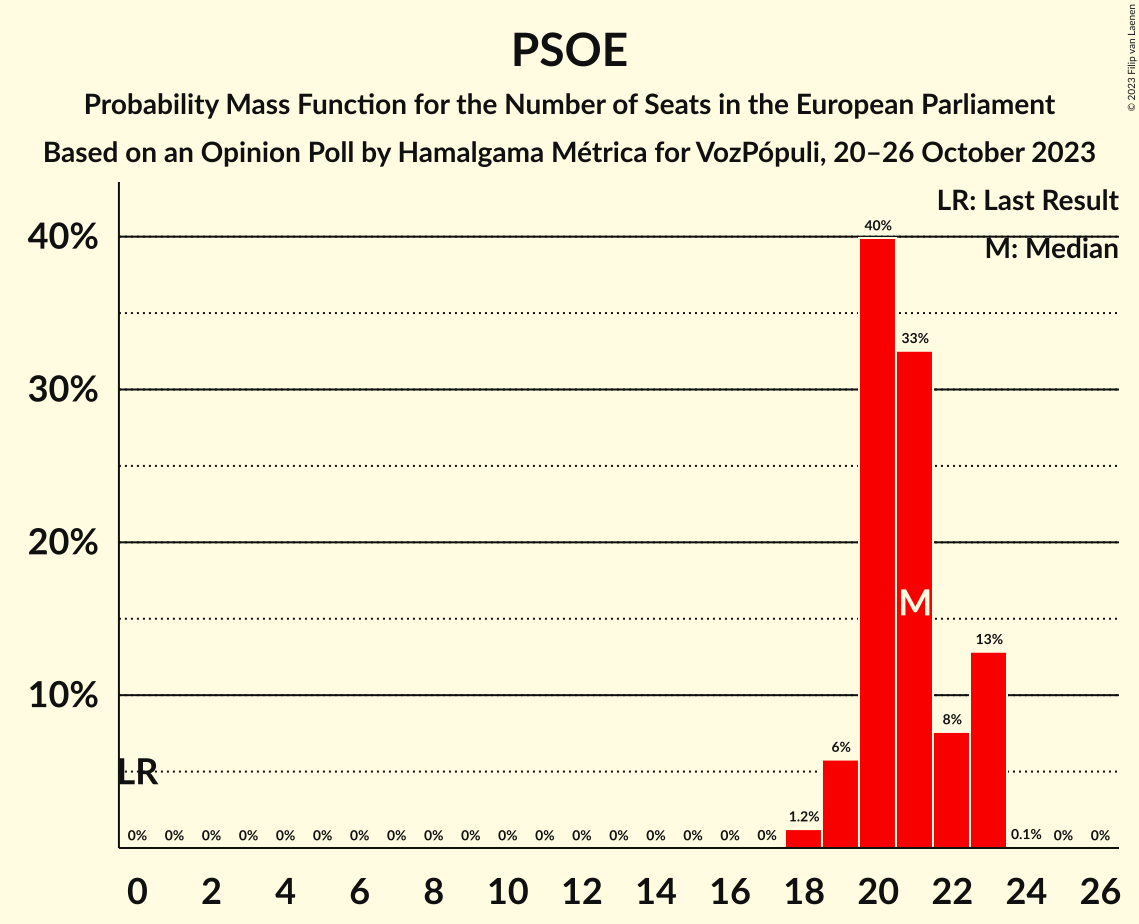 PSOE
Probability Mass Function for the Number of Seats in the European Parliament
Based on an Opinion Poll by Hamalgama Métrica for VozPópuli, 20–26 October 2023
© 2023 Filip van Laenen
LR: Last Result
M: Median
40%
30%
20%
10%
40%
33%
M
13%
8%
6%
LR
0% 0% 0% 0% 0% 0% 0% 0% 0% 0% 0% 0% 0% 0% 0% 0% 0% 0% 1.2% 0.1% 0% 0%
0 2 4 6 8 10 12 14 16 18 20 22 24 26